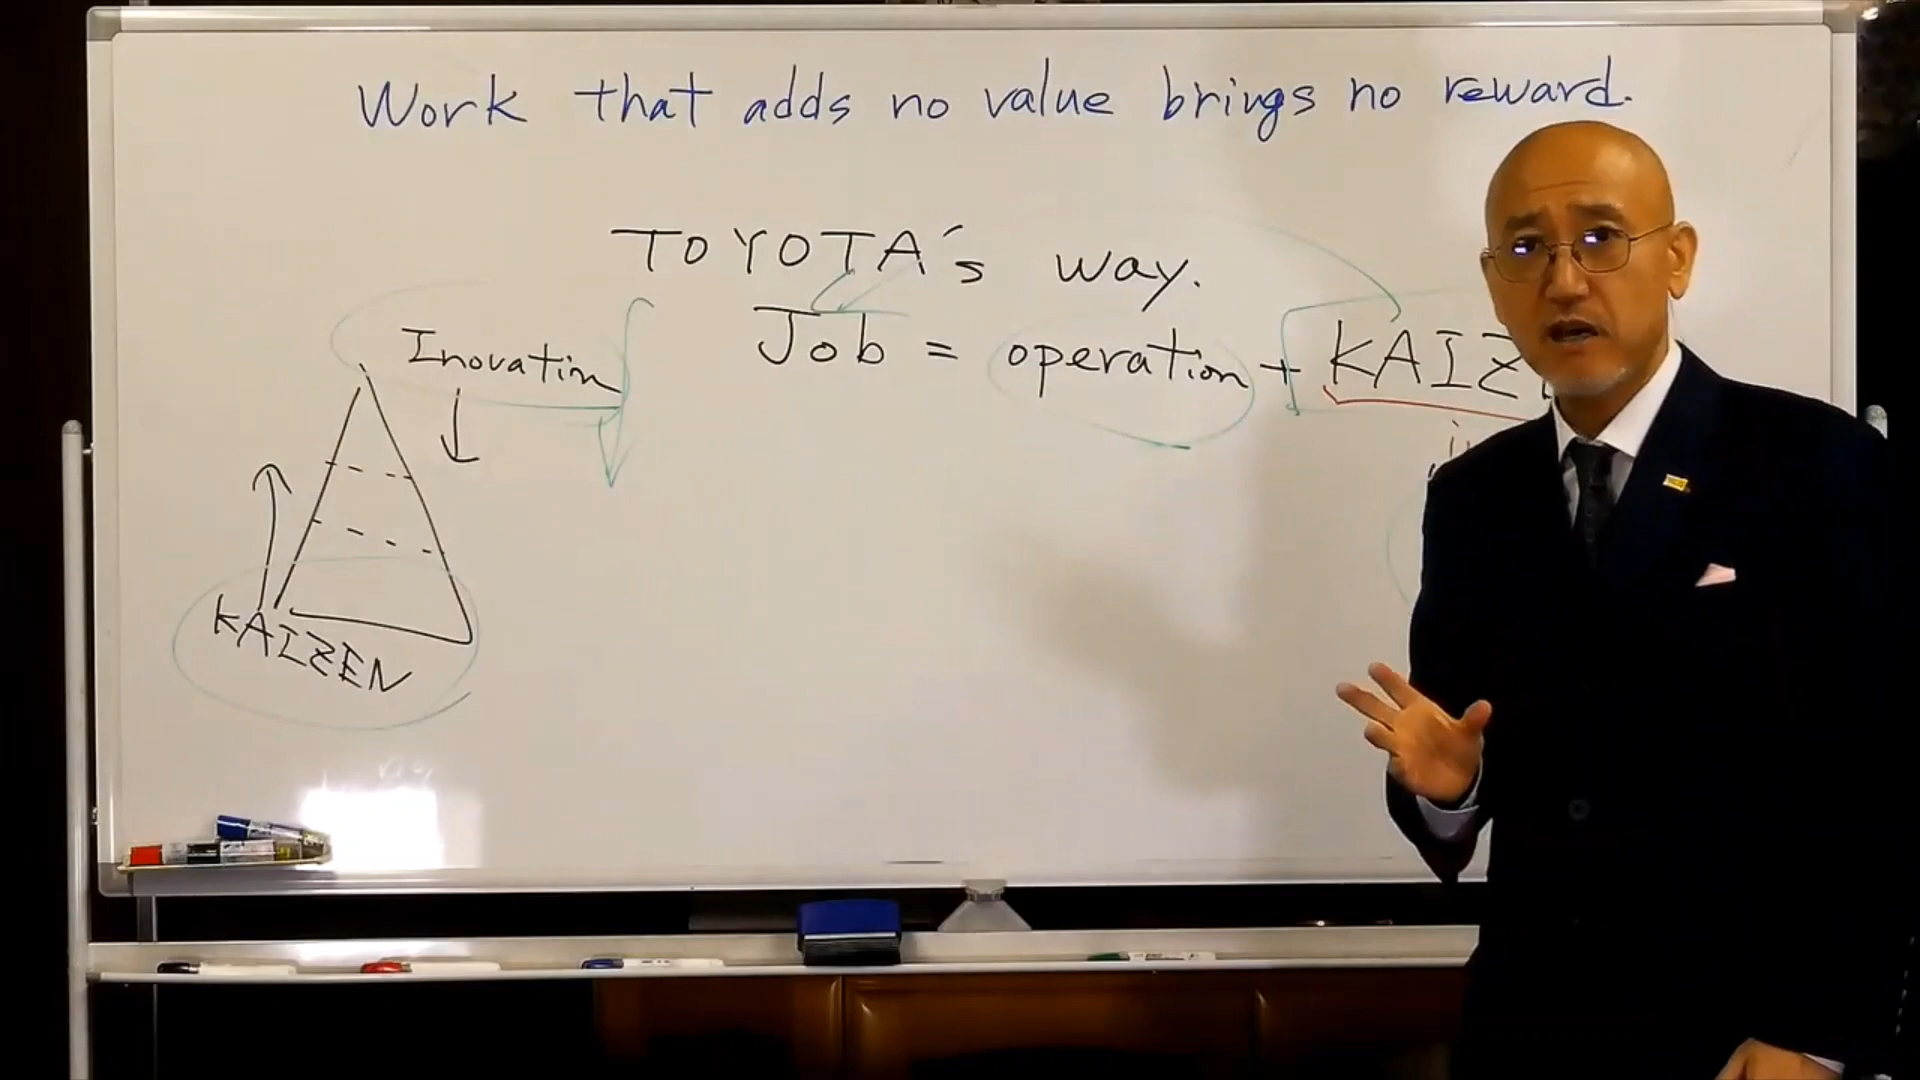 Work that adds no value brings no reward.
TOYOTA's way.
Job = operation + KAIZ
Inovatin
KAIZEN